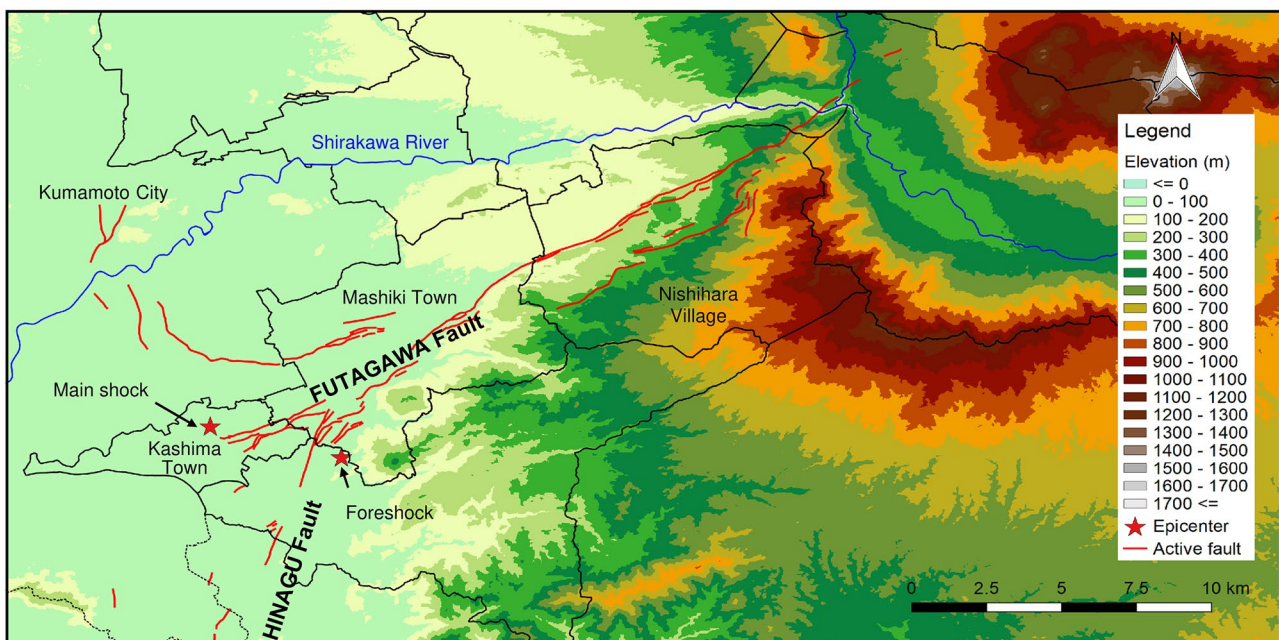 N
Shirakawa River
Kumamoto City
Mashiki Town
FUTAGAWA Fault
Nishihara
Village
Main shock
Kashima
Town
Foreshock
HINAGU Fault
Legend
Elevation (m)
<= 0
0 - 100
100 - 200
200 - 300
300 - 400
400 - 500
500 - 600
600 - 700
700 - 800
800 - 900
900 - 1000
1000 - 1100
1100 - 1200
1200 - 1300
1300 - 1400
1400 - 1500
1500 - 1600
1600 - 1700
1700 <=
Epicenter
Active fault
0 2.5 5 7.5 10 km